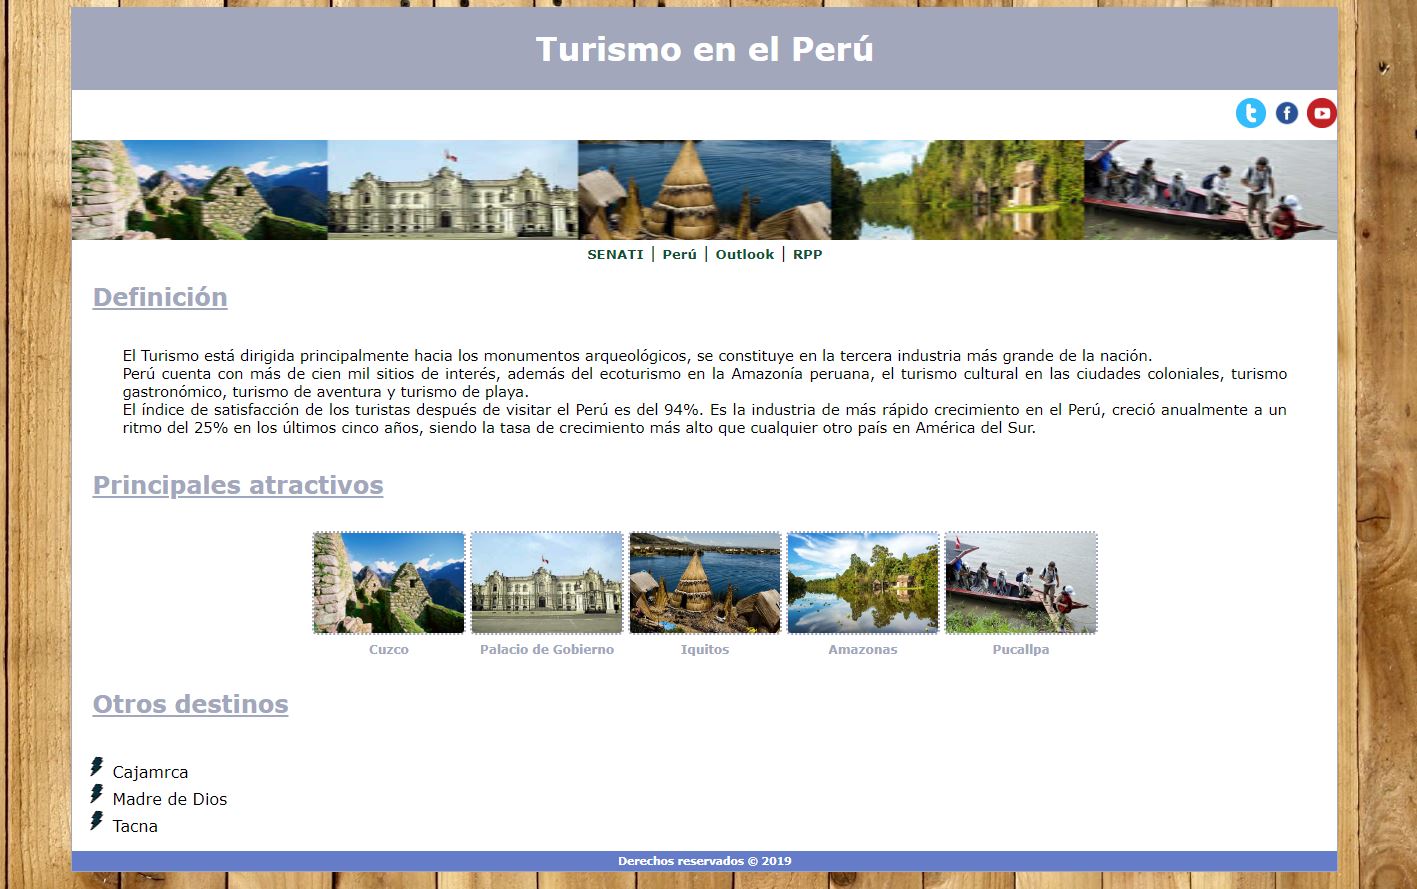 Turismo en el Perú
SENATI | Perú | Outlook | RPP
Definición
El Turismo está dirigida principalmente hacia los monumentos arqueológicos, se constituye en la tercera industria más grande de la nación.
Perú cuenta con más de cien mil sitios de interés, además del ecoturismo en la Amazonía peruana, el turismo cultural en las ciudades coloniales, turismo
gastronómico, turismo de aventura y turismo de playa.
El índice de satisfacción de los turistas después de visitar el Perú es del 94%. Es la industria de más rápido crecimiento en el Perú, creció anualmente a un
ritmo del 25% en los últimos cinco años, siendo la tasa de crecimiento más alto que cualquier otro país en América del Sur.
Principales atractivos
Cuzco Palacio de Gobierno Iquitos Amazonas Pucallpa
Otros destinos
Cajamrca
Madre de Dios
Tacna
Derechos reservados © 2019